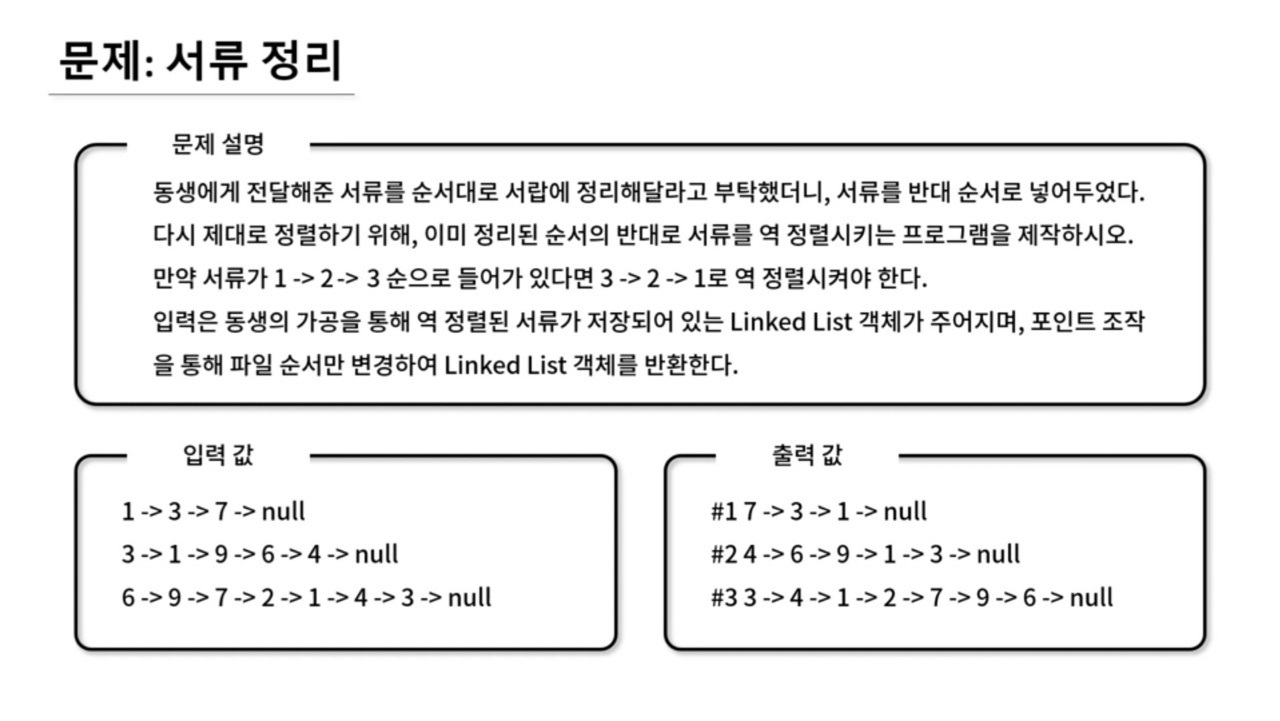 문제: 서류 정리
문제 설명
동생에게 전달해준 서류를 순서대로 서랍에 정리해달라고 부탁했더니, 서류를 반대 순서로 넣어두었다.
다시 제대로 정렬하기 위해, 이미 정리된 순서의 반대로 서류를 역 정렬시키는 프로그램을 제작하시오.
만약 서류가 1 -> 2 -> 3 순으로 들어가 있다면 3 -> 2 -> 1로 역 정렬시켜야 한다.
입력은 동생의 가공을 통해 역 정렬된 서류가 저장되어 있는 Linked List 객체가 주어지며, 포인트 조작
을 통해 파일 순서만 변경하여 Linked List 객체를 반환한다.
입력 값
1 -> 3 -> 7 -> null
3 -> 1 -> 9 -> 6 -> 4 -> null
6 -> 9 -> 7 -> 2 -> 1 -> 4 -> 3 -> null
출력 값
#1 7 -> 3 -> 1 -> null
#2 4 -> 6 -> 9 -> 1 -> 3 -> null
#3 3 -> 4 -> 1 -> 2 -> 7 -> 9 -> 6 -> null